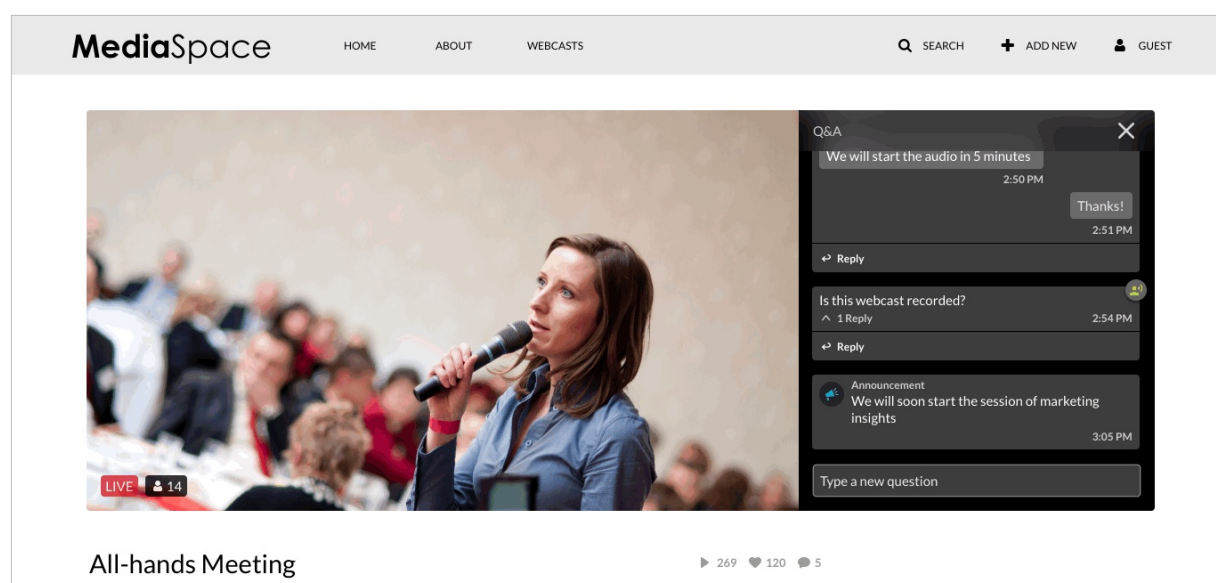 MediaSpace HOME ABOUT WEBCASTS SEARCH ADD NEW GUEST
Q&A
We will start the audio in 5 minutes
2:50 PM
Thanks!
2:51 PM
Reply
Is this webcast recorded?
1 Reply 2:54 PM
Reply
Announcement
We will soon start the session of marketing
insights
3:05 PM
Type a new question
LIVE 14
All-hands Meeting 269 120 5